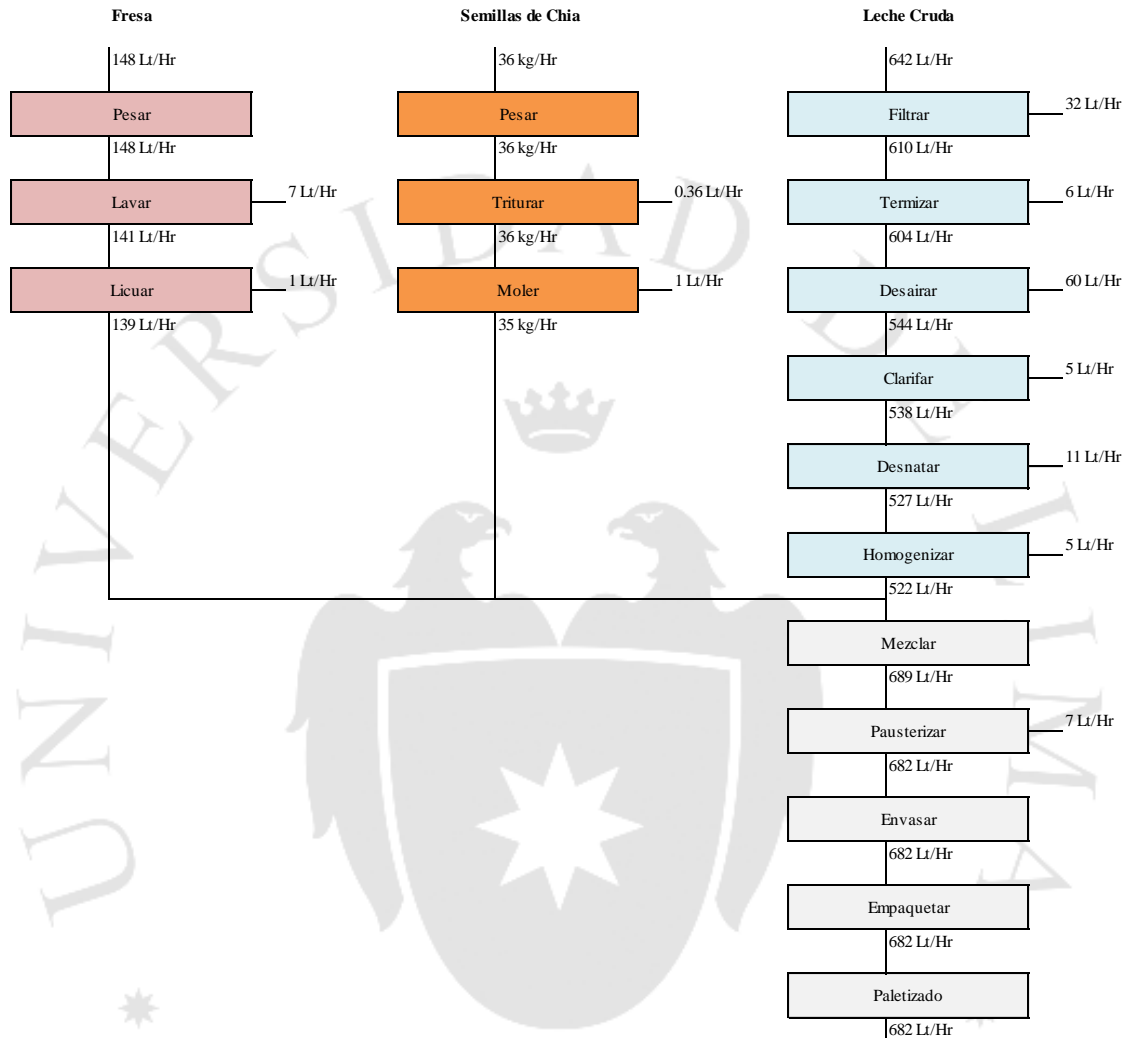 Fresa
148 Lt/Hr
Pesar
148 Lt/Hr
Lavar
7 Lt/Hr
141 Lt/Hr
Licuar
1 Lt/Hr
139 Lt/Hr
Semillas de Chia
36 kg/Hr
Pesar
36 kg/Hr
Triturar
0.36 Lt/Hr
36 kg/Hr
Moler
1 Lt/Hr
35 kg/Hr
Leche Cruda
642 Lt/Hr
Filtrar
32 Lt/Hr
610 Lt/Hr
Termizar
6 Lt/Hr
604 Lt/Hr
Desairar
60 Lt/Hr
544 Lt/Hr
Clarifar
5 Lt/Hr
538 Lt/Hr
Desnatar
11 Lt/Hr
527 Lt/Hr
Homogenizar
5 Lt/Hr
522 Lt/Hr
Mezclar
689 Lt/Hr
Pausterizar
7 Lt/Hr
682 Lt/Hr
Envasar
682 Lt/Hr
Empaquetar
682 Lt/Hr
Paletizado
682 Lt/Hr
UNIVERSIDAD DE LIMA